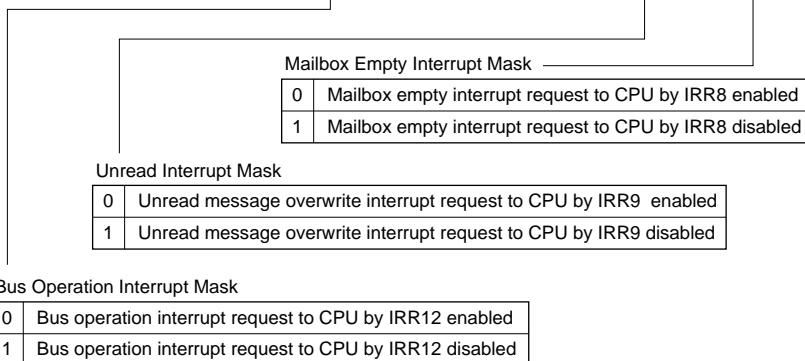 Mailbox Empty Interrupt Mask
0 Mailbox empty interrupt request to CPU by IRR8 enabled
1 Mailbox empty interrupt request to CPU by IRR8 disabled
Unread Interrupt Mask
0 Unread message overwrite interrupt request to CPU by IRR9 enabled
1 Unread message overwrite interrupt request to CPU by IRR9 disabled
Bus Operation Interrupt Mask
0 Bus operation interrupt request to CPU by IRR12 enabled
1 Bus operation interrupt request to CPU by IRR12 disabled